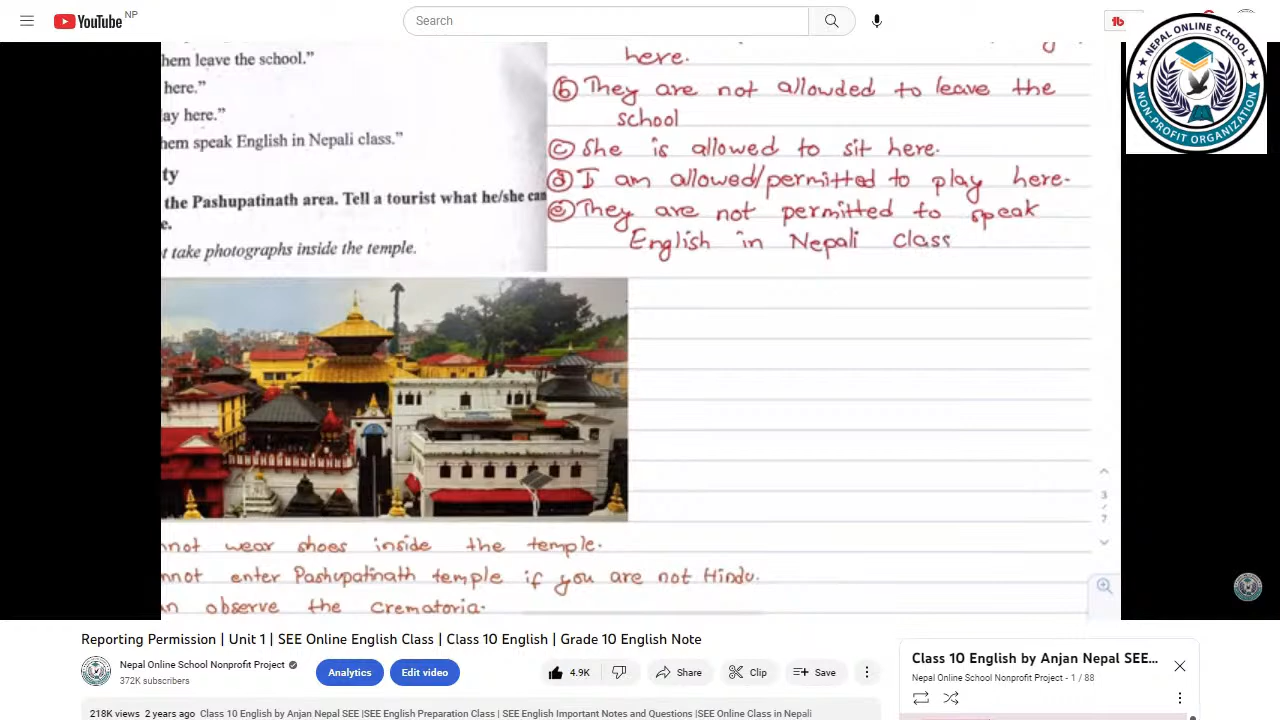 YouTube NP
Search
NEPAL ONLINE SCHOOL
NON-PROFIT ORGANIZATION
hem leave the school."
here."
ay here."
hem speak English in Nepali class."
ty
the Pashupatinath area. Tell a tourist what he/she can
e.
t take photographs inside the temple.
here.
(b) They are not allowded to leave the
school
(c) She is allowed to sit here.
(d) I am allowed/permitted to play here.
(e) They are not permitted to speak
English in Nepali class
not wear shoes inside the temple.
nnot enter Pashupatinath temple if you are not Hindu.
n observe the crematoria.
3
/
7
Reporting Permission | Unit 1 | SEE Online English Class | Class 10 English | Grade 10 English Note
Nepal Online School Nonprofit Project
372K subscribers
Analytics
Edit video
4.9K
Share
Clip
Save
218K views 2 years ago Class 10 English by Anjan Nepal SEE |SEE English Preparation Class | SEE English Important Notes and Questions |SEE Online Class in Nepali
Class 10 English by Anjan Nepal SEE...
Nepal Online School Nonprofit Project - 1 / 88